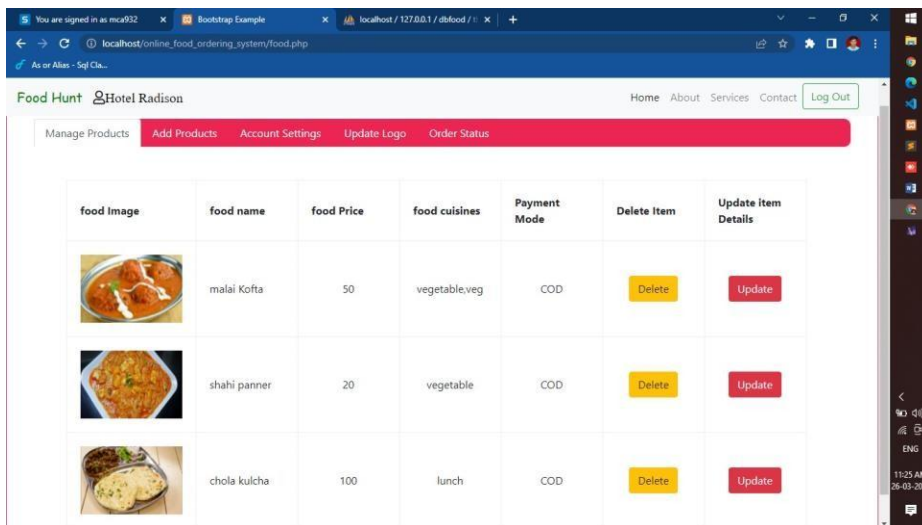 You are signed in as mca932
Bootstrap Example
localhost / 127.0.0.1 / dbfood /
localhost/online_food_ordering_system/food.php
As or Alias - Sql Cla...
Food Hunt Hotel Radison
Home About Services Contact Log Out
Manage Products Add Products Account Settings Update Logo Order Status
food Image food name food Price food cuisines Payment Mode Delete Item Update item Details
malai Kofta 50 vegetable,veg COD Delete Update
shahi panner 20 vegetable COD Delete Update
chola kulcha 100 lunch COD Delete Update
ENG
11:25 AM
26-03-20